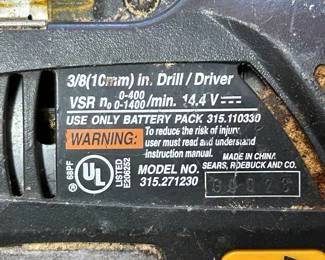 3/8(10mm) in. Drill / Driver
VSR n₀ 0-400 0-1400/min. 14.4 V
USE ONLY BATTERY PACK 315.110330
WARNING: To reduce the risk of injury user must read and understand instruction manual.
68PF
UL
LISTED
E206262
MADE IN CHINA
SEARS, ROEBUCK AND CO.
MODEL
315.271230